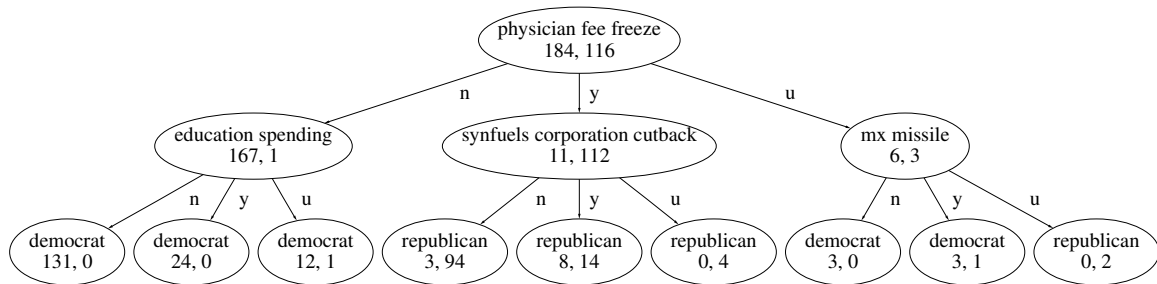 physician fee freeze
184, 116
n
y
u
education spending
167, 1
synfuels corporation cutback
11, 112
mx missile
6, 3
n
y
u
n
y
u
n
y
u
democrat
131, 0
democrat
24, 0
democrat
12, 1
republican
3, 94
republican
8, 14
republican
0, 4
democrat
3, 0
democrat
3, 1
republican
0, 2